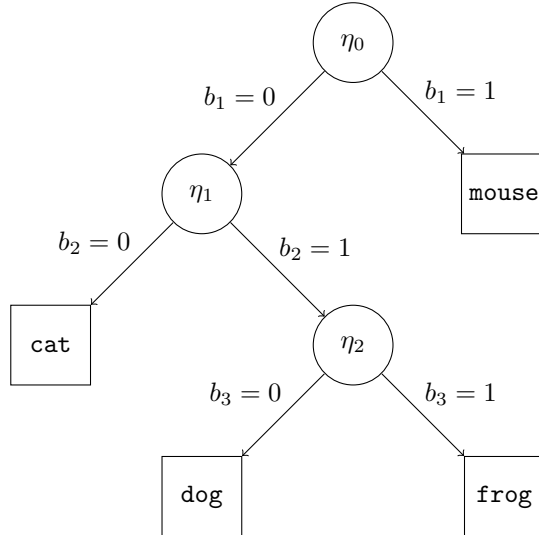 η₀
b₁ = 0
b₁ = 1
η₁
mouse
b₂ = 0
b₂ = 1
cat
η₂
b₃ = 0
b₃ = 1
dog
frog